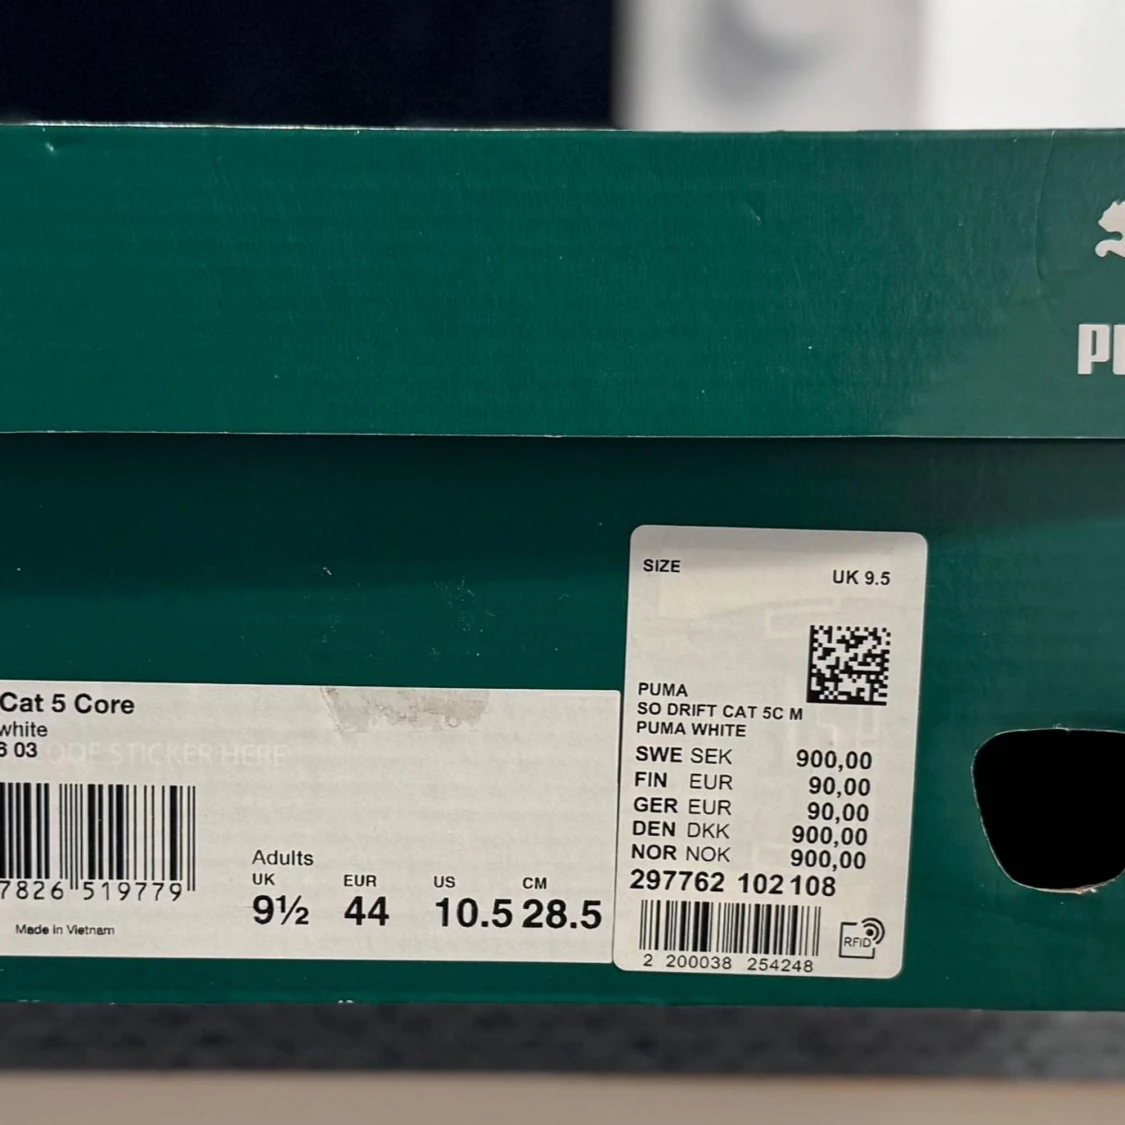 Cat 5 Core
white
6 03
STICKER HERE
7826 519779
Made in Vietnam
Adults
UK EUR US CM
9½ 44 10.5 28.5
SIZE UK 9.5
PUMA
SO DRIFT CAT 5C M
PUMA WHITE
SWE SEK 900,00
FIN EUR 90,00
GER EUR 90,00
DEN DKK 900,00
NOR NOK 900,00
297762 102108
2 200038 254248
RFID